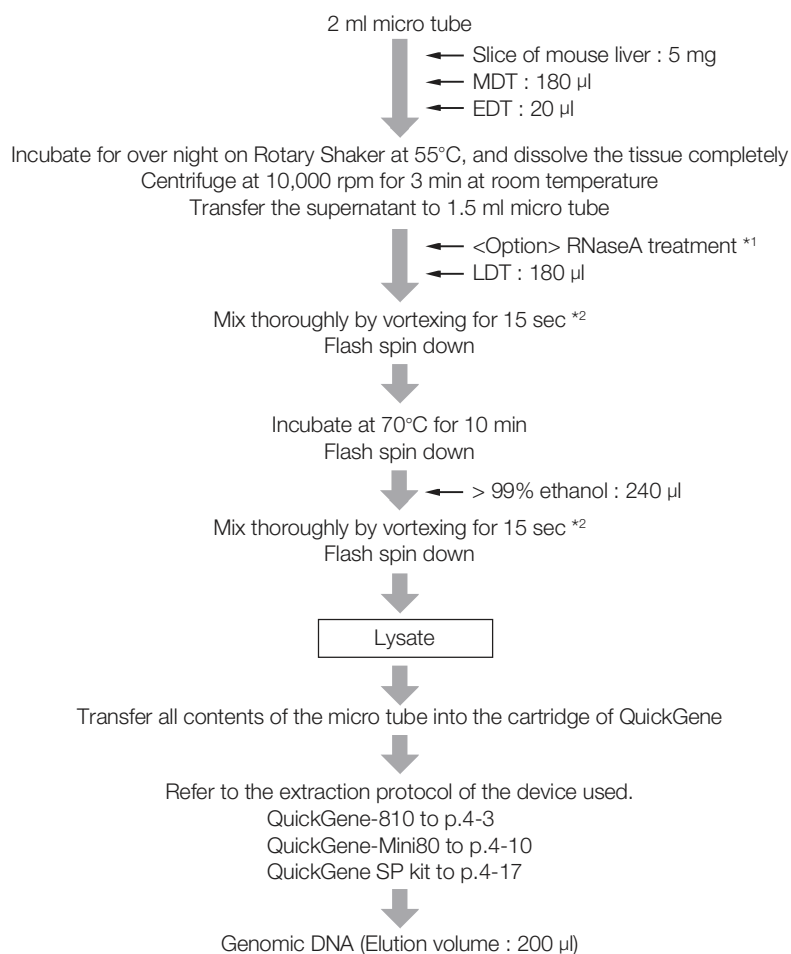 2 ml micro tube
Slice of mouse liver : 5 mg
MDT : 180 µl
EDT : 20 µl
Incubate for over night on Rotary Shaker at 55°C, and dissolve the tissue completely
Centrifuge at 10,000 rpm for 3 min at room temperature
Transfer the supernatant to 1.5 ml micro tube
<Option> RNaseA treatment *1
LDT : 180 µl
Mix thoroughly by vortexing for 15 sec *2
Flash spin down
Incubate at 70°C for 10 min
Flash spin down
> 99% ethanol : 240 µl
Mix thoroughly by vortexing for 15 sec *2
Flash spin down
Lysate
Transfer all contents of the micro tube into the cartridge of QuickGene
Refer to the extraction protocol of the device used.
QuickGene-810 to p.4-3
QuickGene-Mini80 to p.4-10
QuickGene SP kit to p.4-17
Genomic DNA (Elution volume : 200 µl)